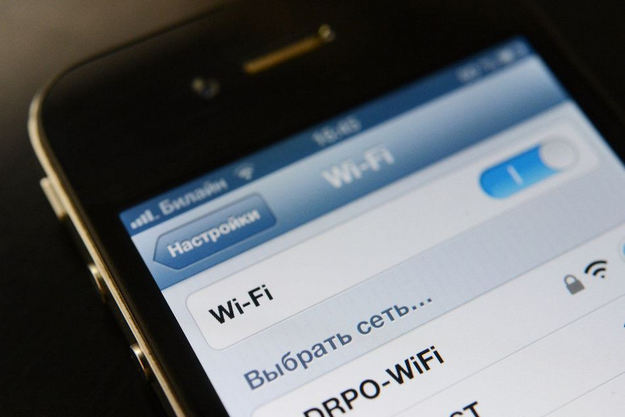 Билайн
Wi-Fi
Настройки
Wi-Fi
Выбрать сеть...
DRPO-WiFi